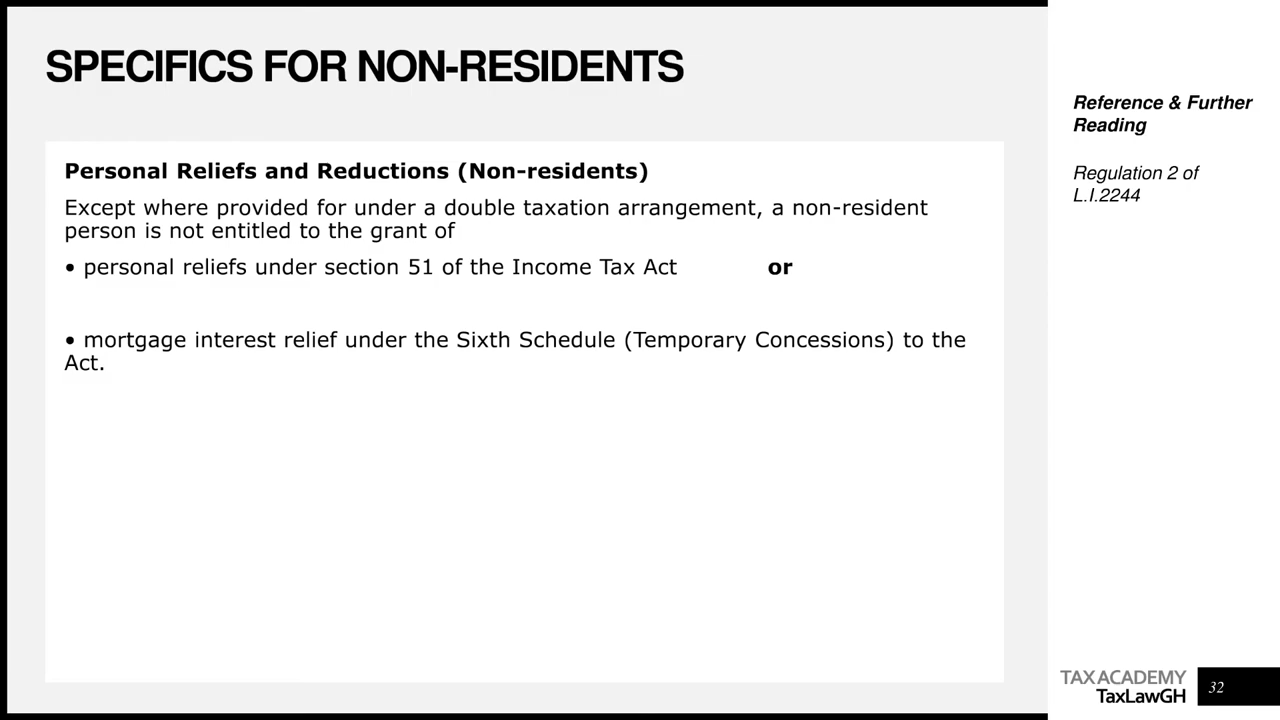 SPECIFICS FOR NON-RESIDENTS
Personal Reliefs and Reductions (Non-residents)
Except where provided for under a double taxation arrangement, a non-resident
person is not entitled to the grant of
• personal reliefs under section 51 of the Income Tax Act or
• mortgage interest relief under the Sixth Schedule (Temporary Concessions) to the
Act.
Reference & Further
Reading
Regulation 2 of
L.I.2244
TAX ACADEMY
TaxLawGH
32